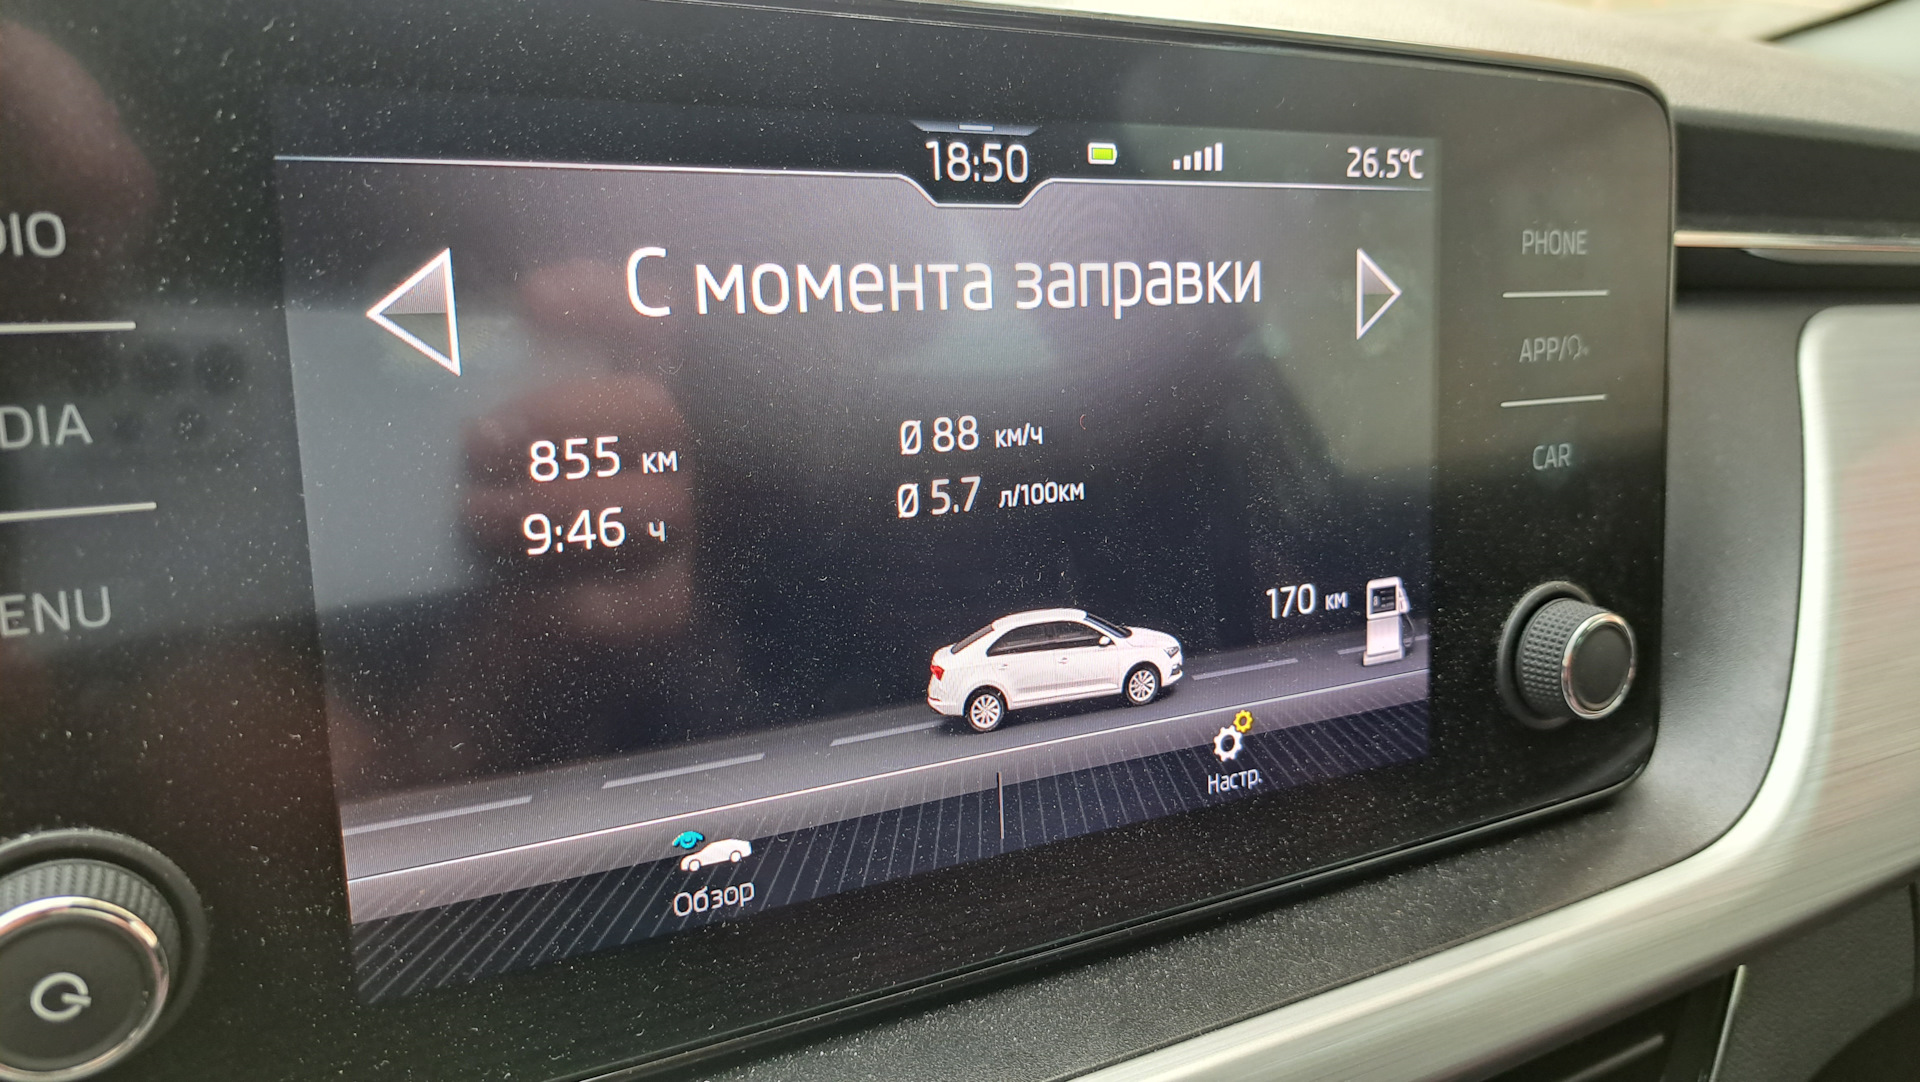 18:50
26.5°C
С момента заправки
855 км
9:46 ч
Ø 88 км/ч
Ø 5.7 л/100км
170 км
Настр.
Обзор
DIO
DIA
ENU
PHONE
APP/
CAR